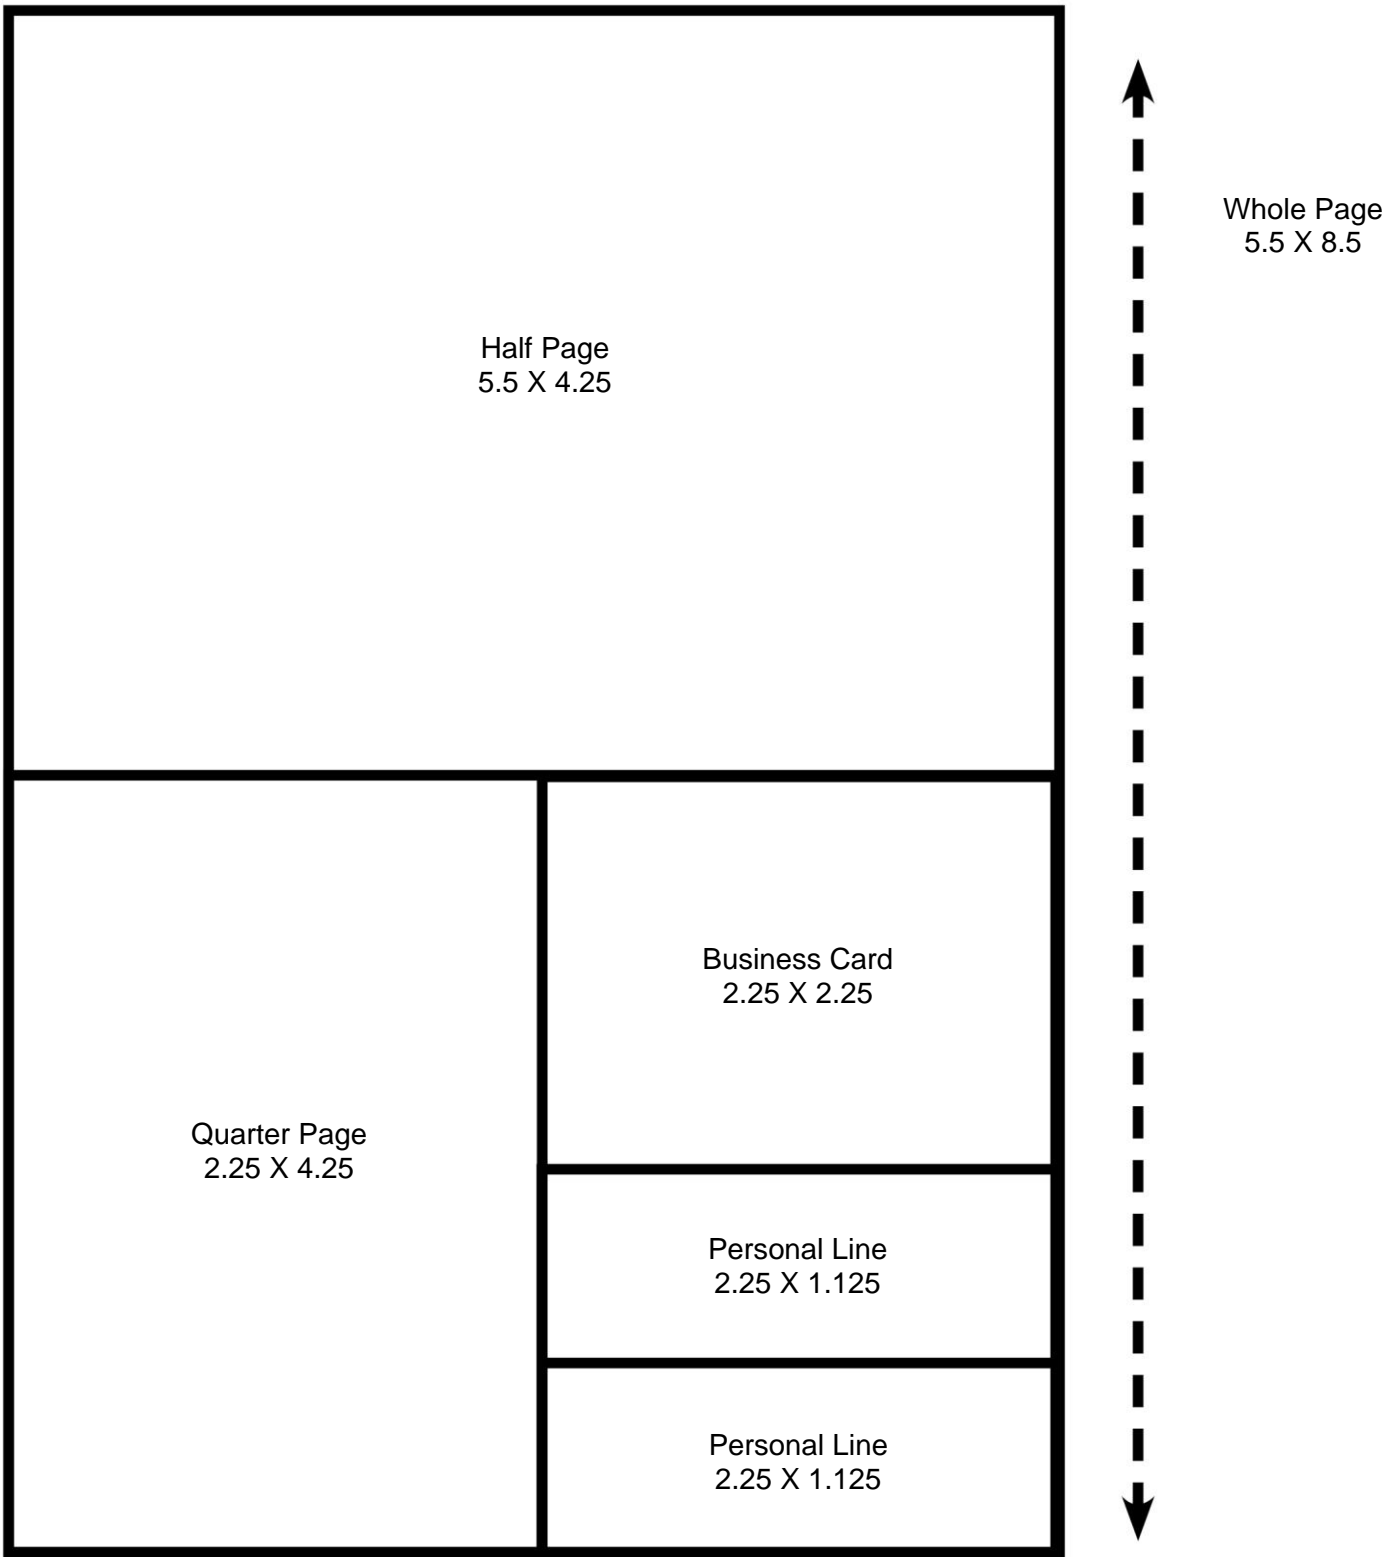 Whole Page
5.5 X 8.5
Half Page
5.5 X 4.25
Business Card
2.25 X 2.25
Quarter Page
2.25 X 4.25
Personal Line
2.25 X 1.125
Personal Line
2.25 X 1.125